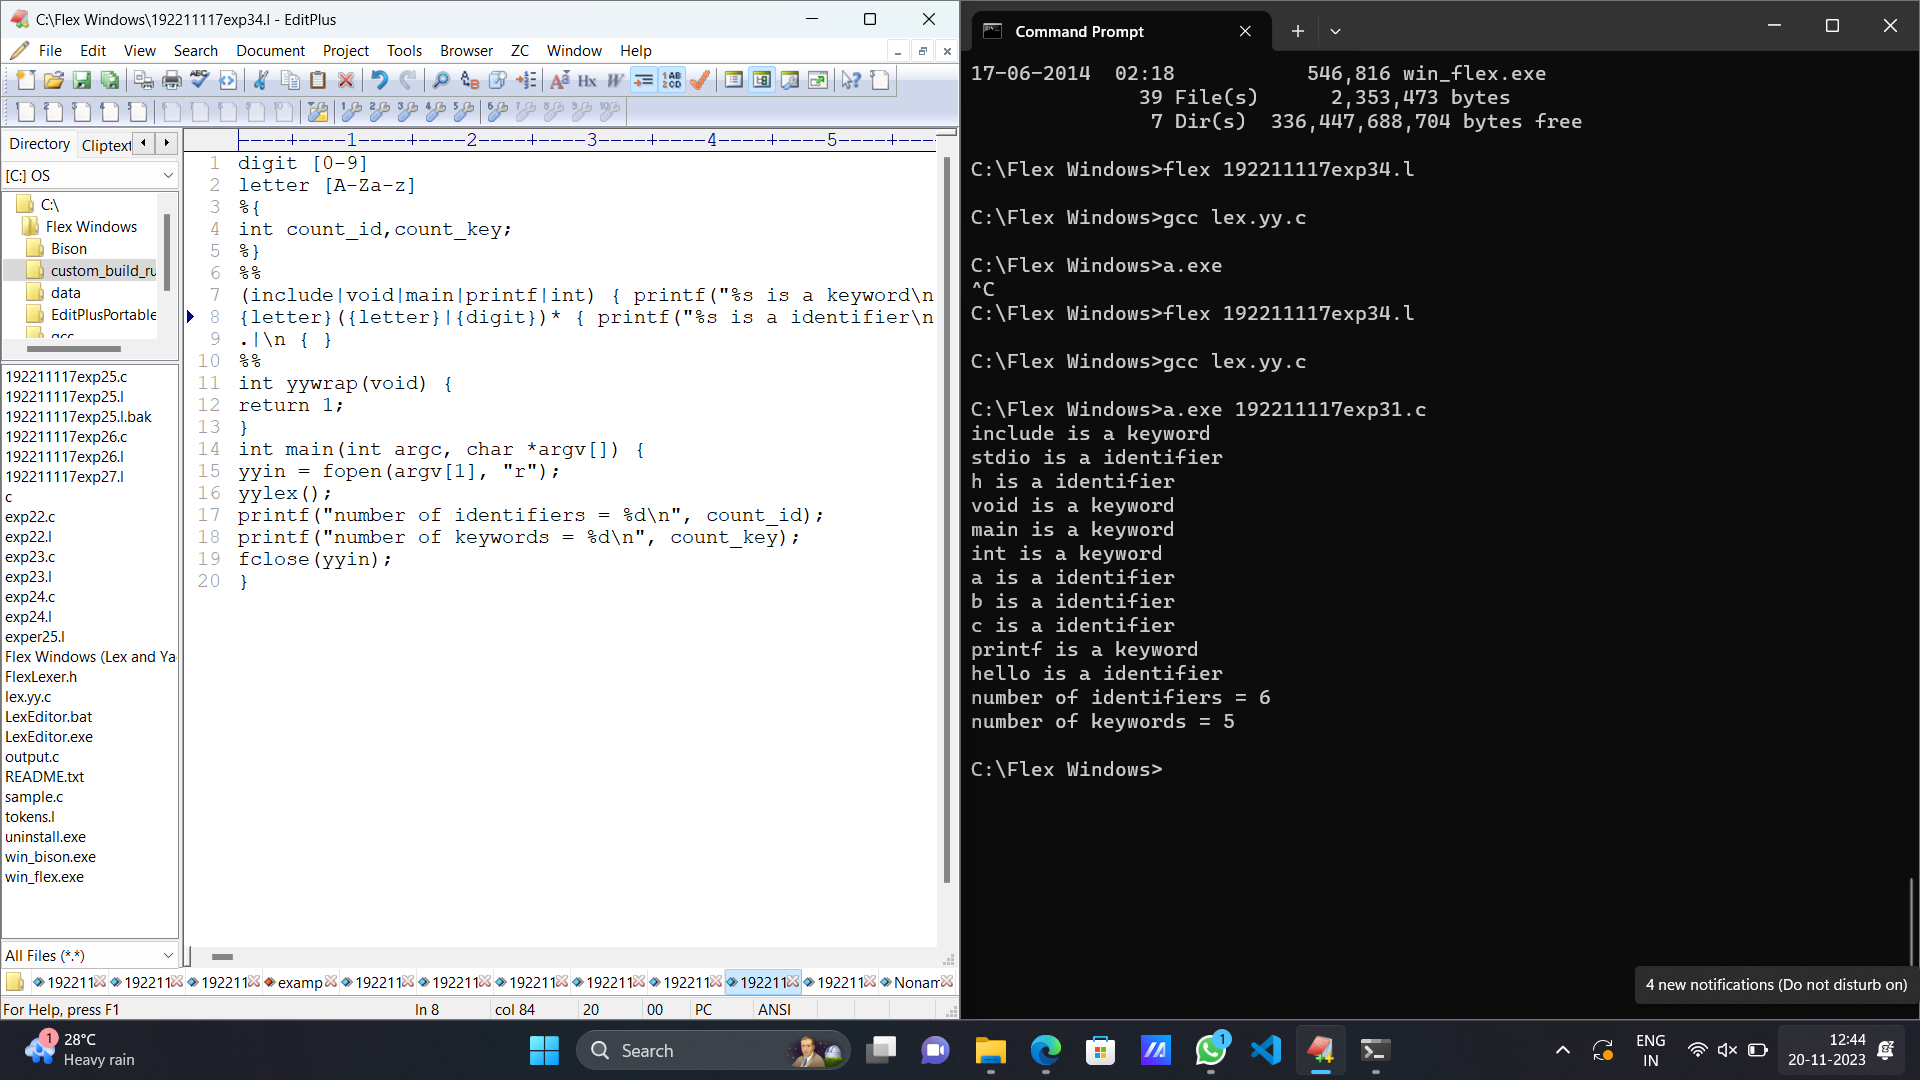 C:\Flex Windows\192211117exp34.l - EditPlus
File Edit View Search Document Project Tools Browser ZC Window Help
Directory Cliptext
[C:] OS
C:\
Flex Windows
Bison
custom_build_ru
data
EditPlusPortable
192211117exp25.c
192211117exp25.l
192211117exp25.l.bak
192211117exp26.c
192211117exp26.l
192211117exp27.l
c
exp22.c
exp22.l
exp23.c
exp23.l
exp24.c
exp24.l
exper25.l
Flex Windows (Lex and Ya
FlexLexer.h
lex.yy.c
LexEditor.bat
LexEditor.exe
output.c
README.txt
sample.c
tokens.l
uninstall.exe
win_bison.exe
win_flex.exe
All Files (*.*)
----+----1----+----2----+----3----+----4----+----5----+----
1 digit [0-9]
2 letter [A-Za-z]
3 %{
4 int count_id,count_key;
5 %}
6 %%
7 (include|void|main|printf|int) { printf("%s is a keyword\n
8 {letter}({letter}|{digit})* { printf("%s is a identifier\n
9 .|\n { }
10 %%
11 int yywrap(void) {
12 return 1;
13 }
14 int main(int argc, char *argv[]) {
15 yyin = fopen(argv[1], "r");
16 yylex();
17 printf("number of identifiers = %d\n", count_id);
18 printf("number of keywords = %d\n", count_key);
19 fclose(yyin);
20 }
192211 192211 192211 examp 192211 192211 192211 192211 192211 192211 192211 Nonam
For Help, press F1 ln 8 col 84 20 00 PC ANSI
Command Prompt
17-06-2014 02:18 546,816 win_flex.exe
39 File(s) 2,353,473 bytes
7 Dir(s) 336,447,688,704 bytes free
C:\Flex Windows>flex 192211117exp34.l
C:\Flex Windows>gcc lex.yy.c
C:\Flex Windows>a.exe
^C
C:\Flex Windows>flex 192211117exp34.l
C:\Flex Windows>gcc lex.yy.c
C:\Flex Windows>a.exe 192211117exp31.c
include is a keyword
stdio is a identifier
h is a identifier
void is a keyword
main is a keyword
int is a keyword
a is a identifier
b is a identifier
c is a identifier
printf is a keyword
hello is a identifier
number of identifiers = 6
number of keywords = 5
C:\Flex Windows>
4 new notifications (Do not disturb on)
1
28°C
Heavy rain
Search
1
ENG
IN
12:44
20-11-2023